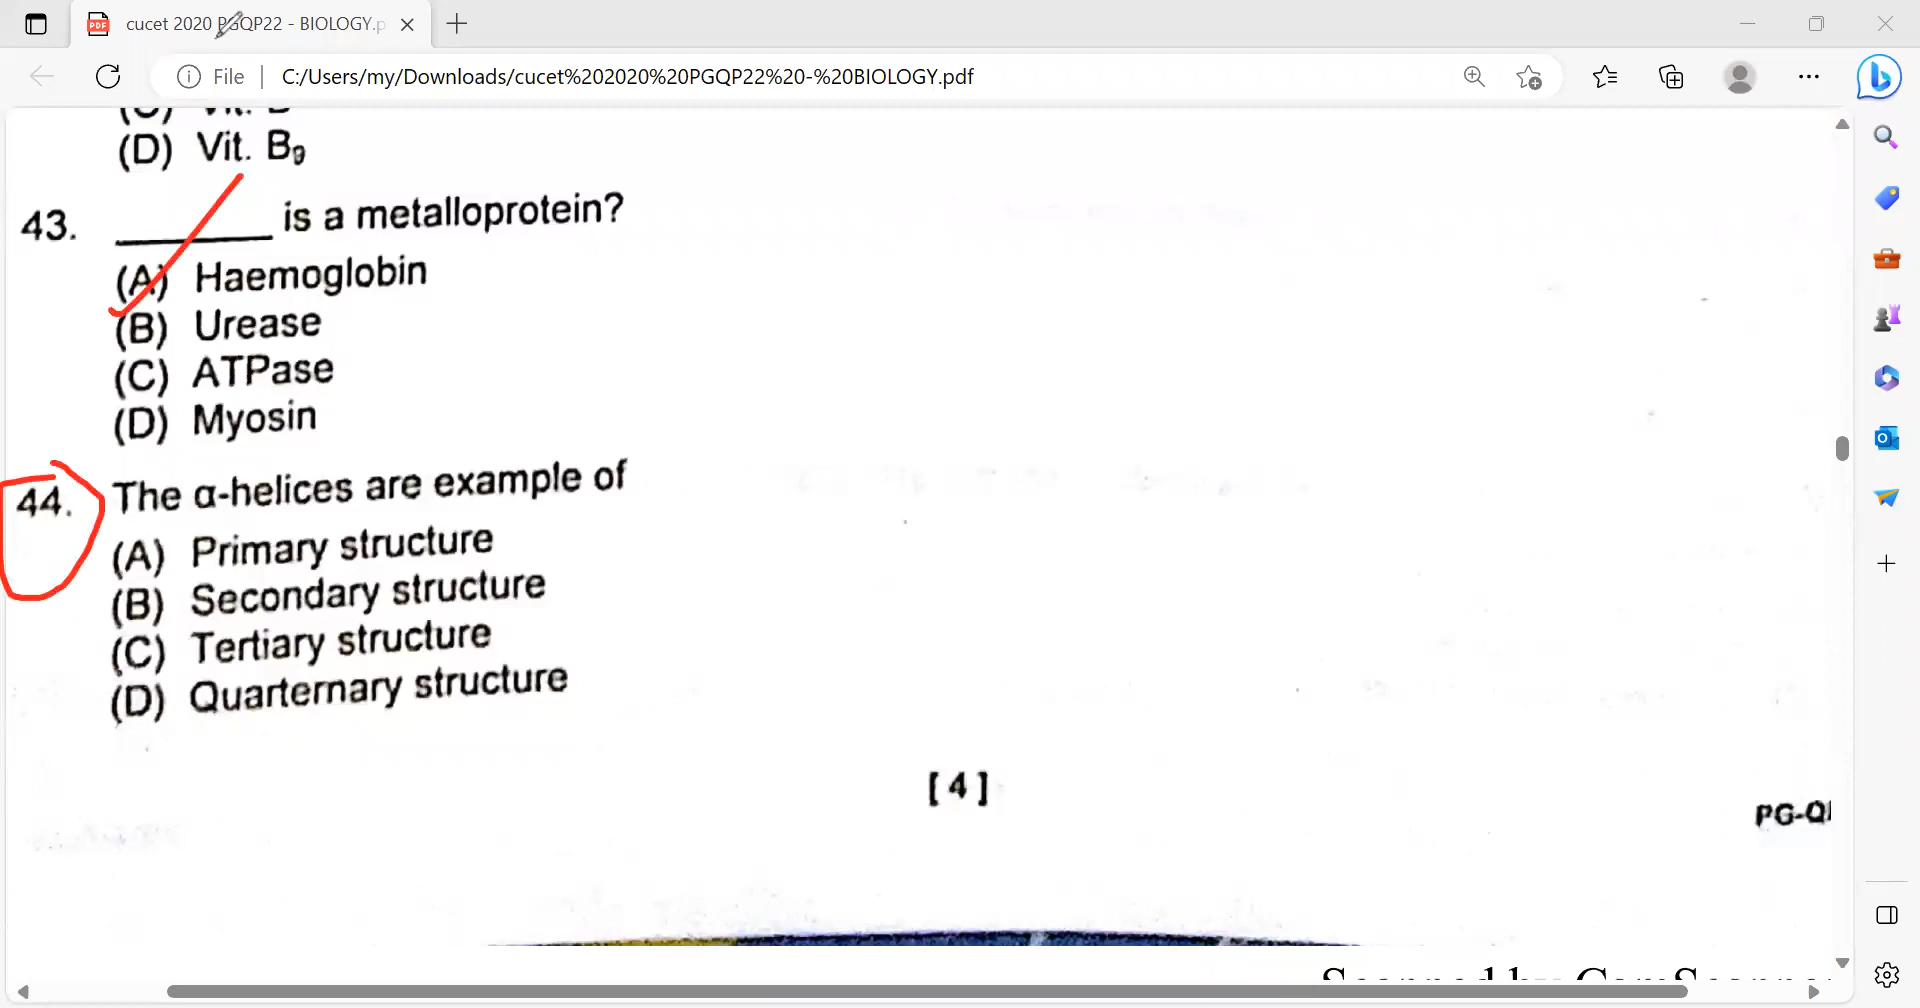 cucet 2020 PGQP22 - BIOLOGY.p
File
C:/Users/my/Downloads/cucet%202020%20PGQP22%20-%20BIOLOGY.pdf
(D) Vit. B9
43. ________ is a metalloprotein?
(A) Haemoglobin
(B) Urease
(C) ATPase
(D) Myosin
44. The α-helices are example of
(A) Primary structure
(B) Secondary structure
(C) Tertiary structure
(D) Quarternary structure
[ 4 ]
PG-Q